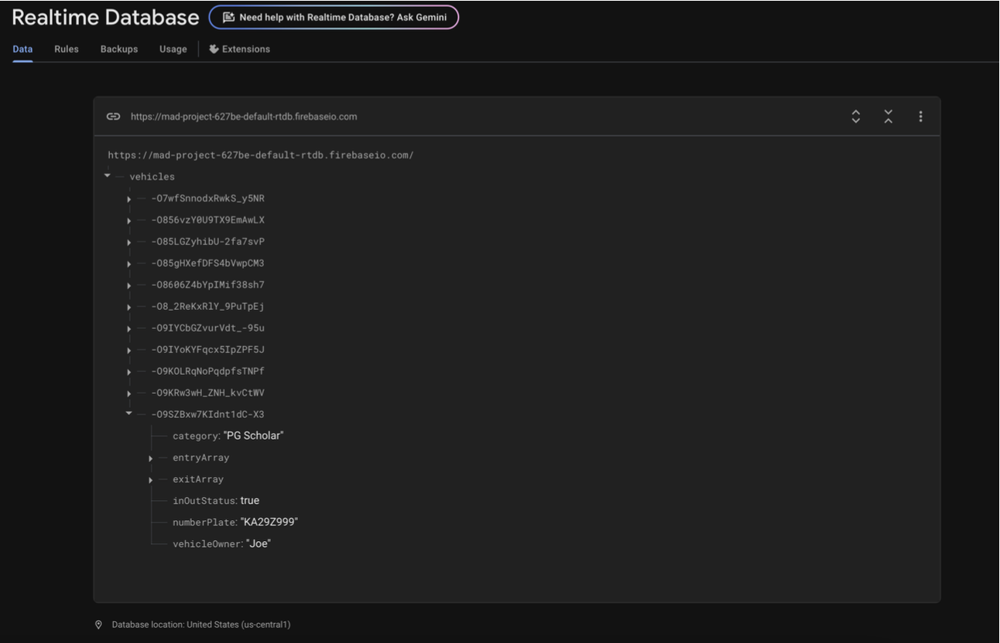 Realtime Database
Need help with Realtime Database? Ask Gemini
Data Rules Backups Usage Extensions
https://mad-project-627be-default-rtdb.firebaseio.com
https://mad-project-627be-default-rtdb.firebaseio.com/
vehicles
-O7wfSnnodxRwkS_y5NR
-O856vzY0U9TX9EmAwLX
-O85LGZyhibU-2fa7svP
-O85gHXefDFS4bVwpCM3
-O8606Z4bYpIMif38sh7
-O8_2ReKxRlY_9PuTpEj
-O9IYCbGZvurVdt_-95u
-O9IYoKYFqcx5IpZPF5J
-O9KOLRqNoPqdpfsTNPf
-O9KRw3wH_ZNH_kvCtWV
-O9SZBxw7KIdnt1dC-X3
category: "PG Scholar"
entryArray
exitArray
inOutStatus: true
numberPlate: "KA29Z999"
vehicleOwner: "Joe"
Database location: United States (us-central1)